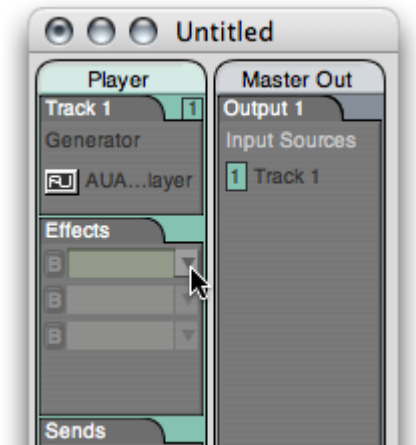 Untitled
Player
Track 1 1
Generator
AUA...layer
Effects
B
B
B
Sends
Master Out
Output 1
Input Sources
1 Track 1